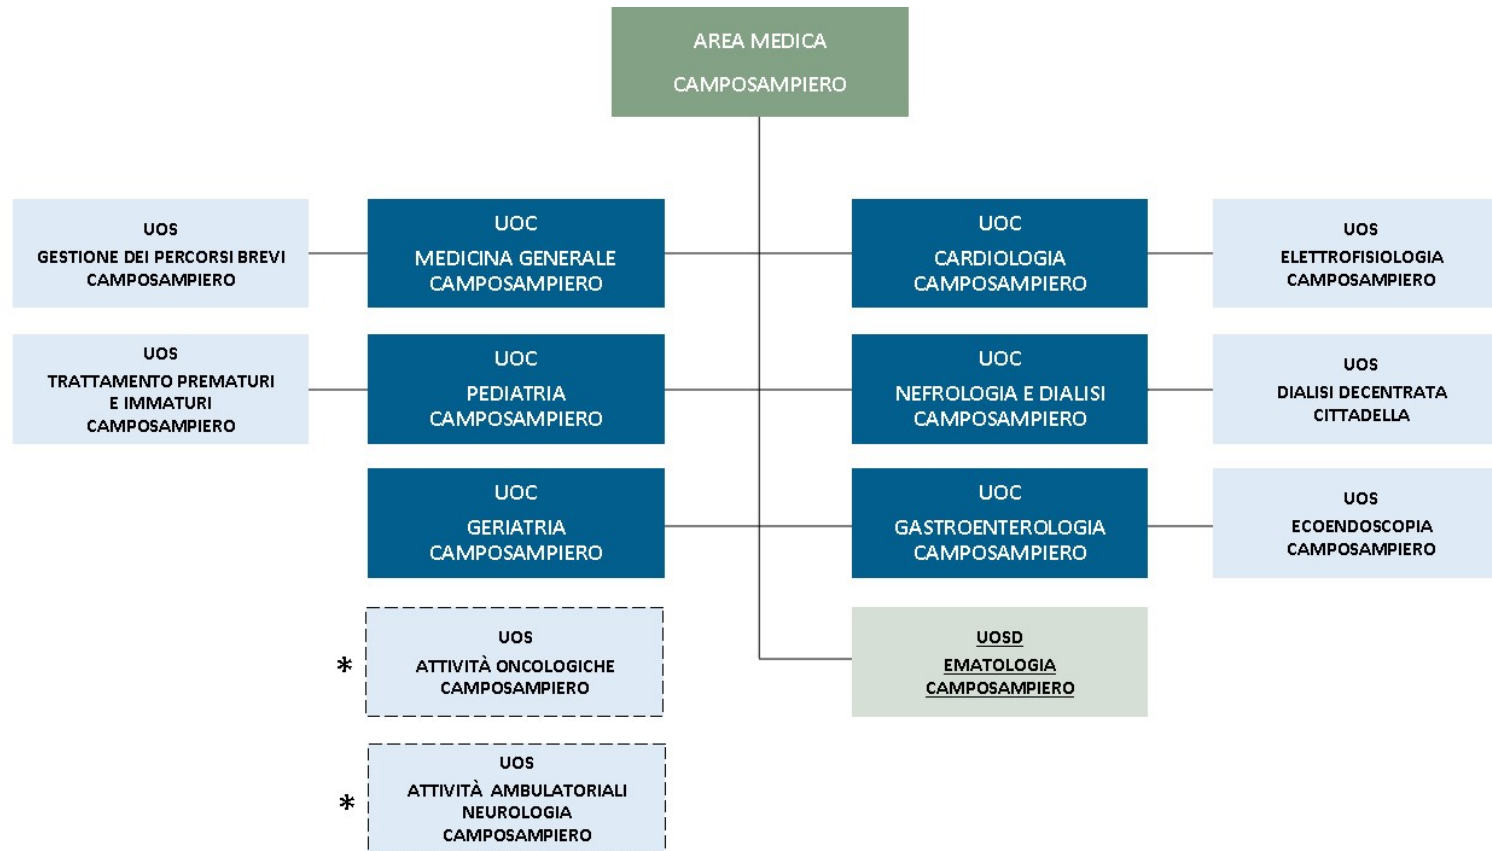 AREA MEDICA
CAMPOSAMPIERO
UOS
GESTIONE DEI PERCORSI BREVI
CAMPOSAMPIERO
UOC
MEDICINA GENERALE
CAMPOSAMPIERO
UOC
CARDIOLOGIA
CAMPOSAMPIERO
UOS
ELETTROFISIOLOGIA
CAMPOSAMPIERO
UOS
TRATTAMENTO PREMATURI
E IMMATURI
CAMPOSAMPIERO
UOC
PEDIATRIA
CAMPOSAMPIERO
UOC
NEFROLOGIA E DIALISI
CAMPOSAMPIERO
UOS
DIALISI DECENTRATA
CITTADELLA
UOC
GERIATRIA
CAMPOSAMPIERO
UOC
GASTROENTEROLOGIA
CAMPOSAMPIERO
UOS
ECOENDOSCOPIA
CAMPOSAMPIERO
*
UOS
ATTIVITÀ ONCOLOGICHE
CAMPOSAMPIERO
UOSD
EMATOLOGIA
CAMPOSAMPIERO
*
UOS
ATTIVITÀ AMBULATORIALI
NEUROLOGIA
CAMPOSAMPIERO